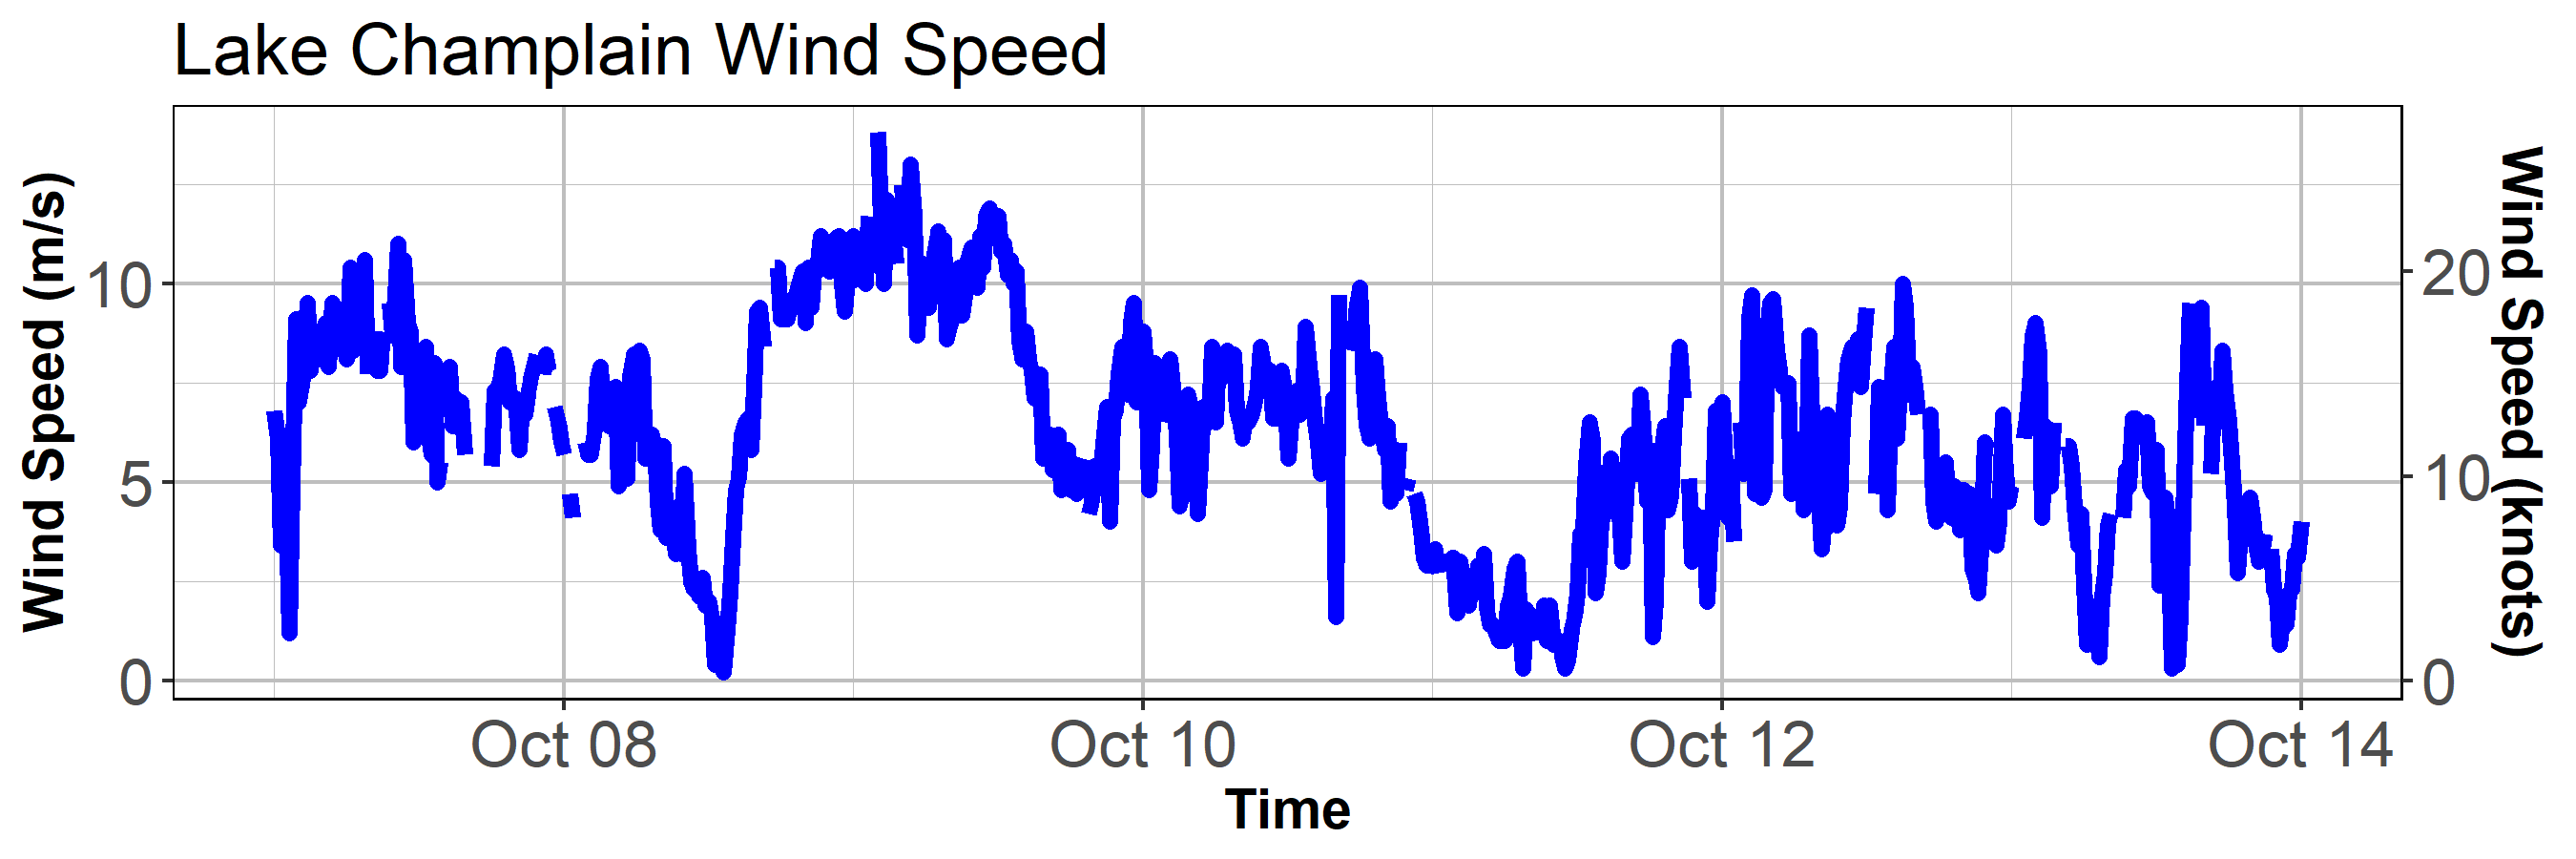 Lake Champlain Wind Speed
Wind Speed (m/s)
10
5
0
20
10
0
Wind Speed (knots)
Oct 08 Oct 10 Oct 12 Oct 14
Time